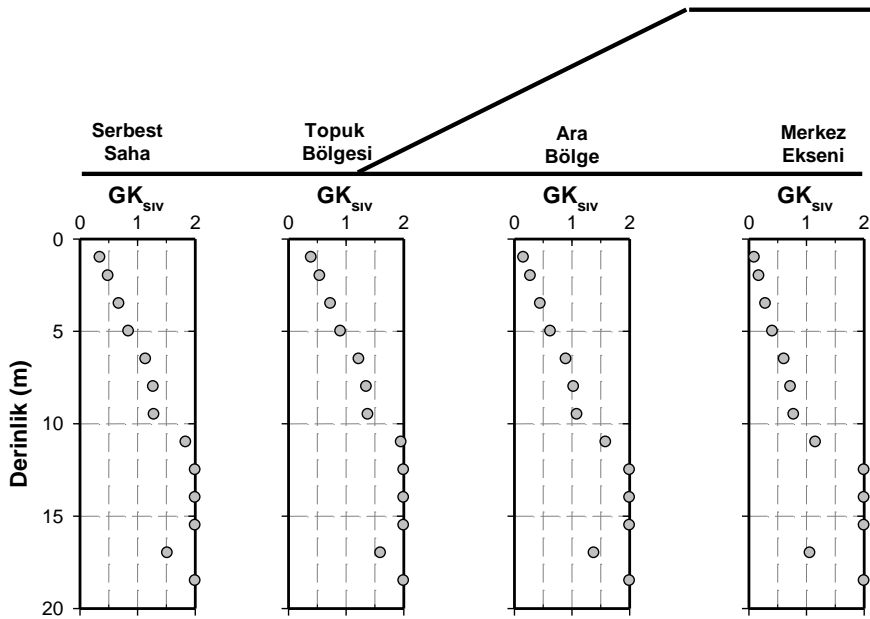 Serbest
Saha
Topuk
Bölgesi
Ara
Bölge
Merkez
Ekseni
GKsıv
GKsıv
GKsıv
GKsıv
0 1 2
0 1 2
0 1 2
0 1 2
0
5
10
15
20
Derinlik (m)